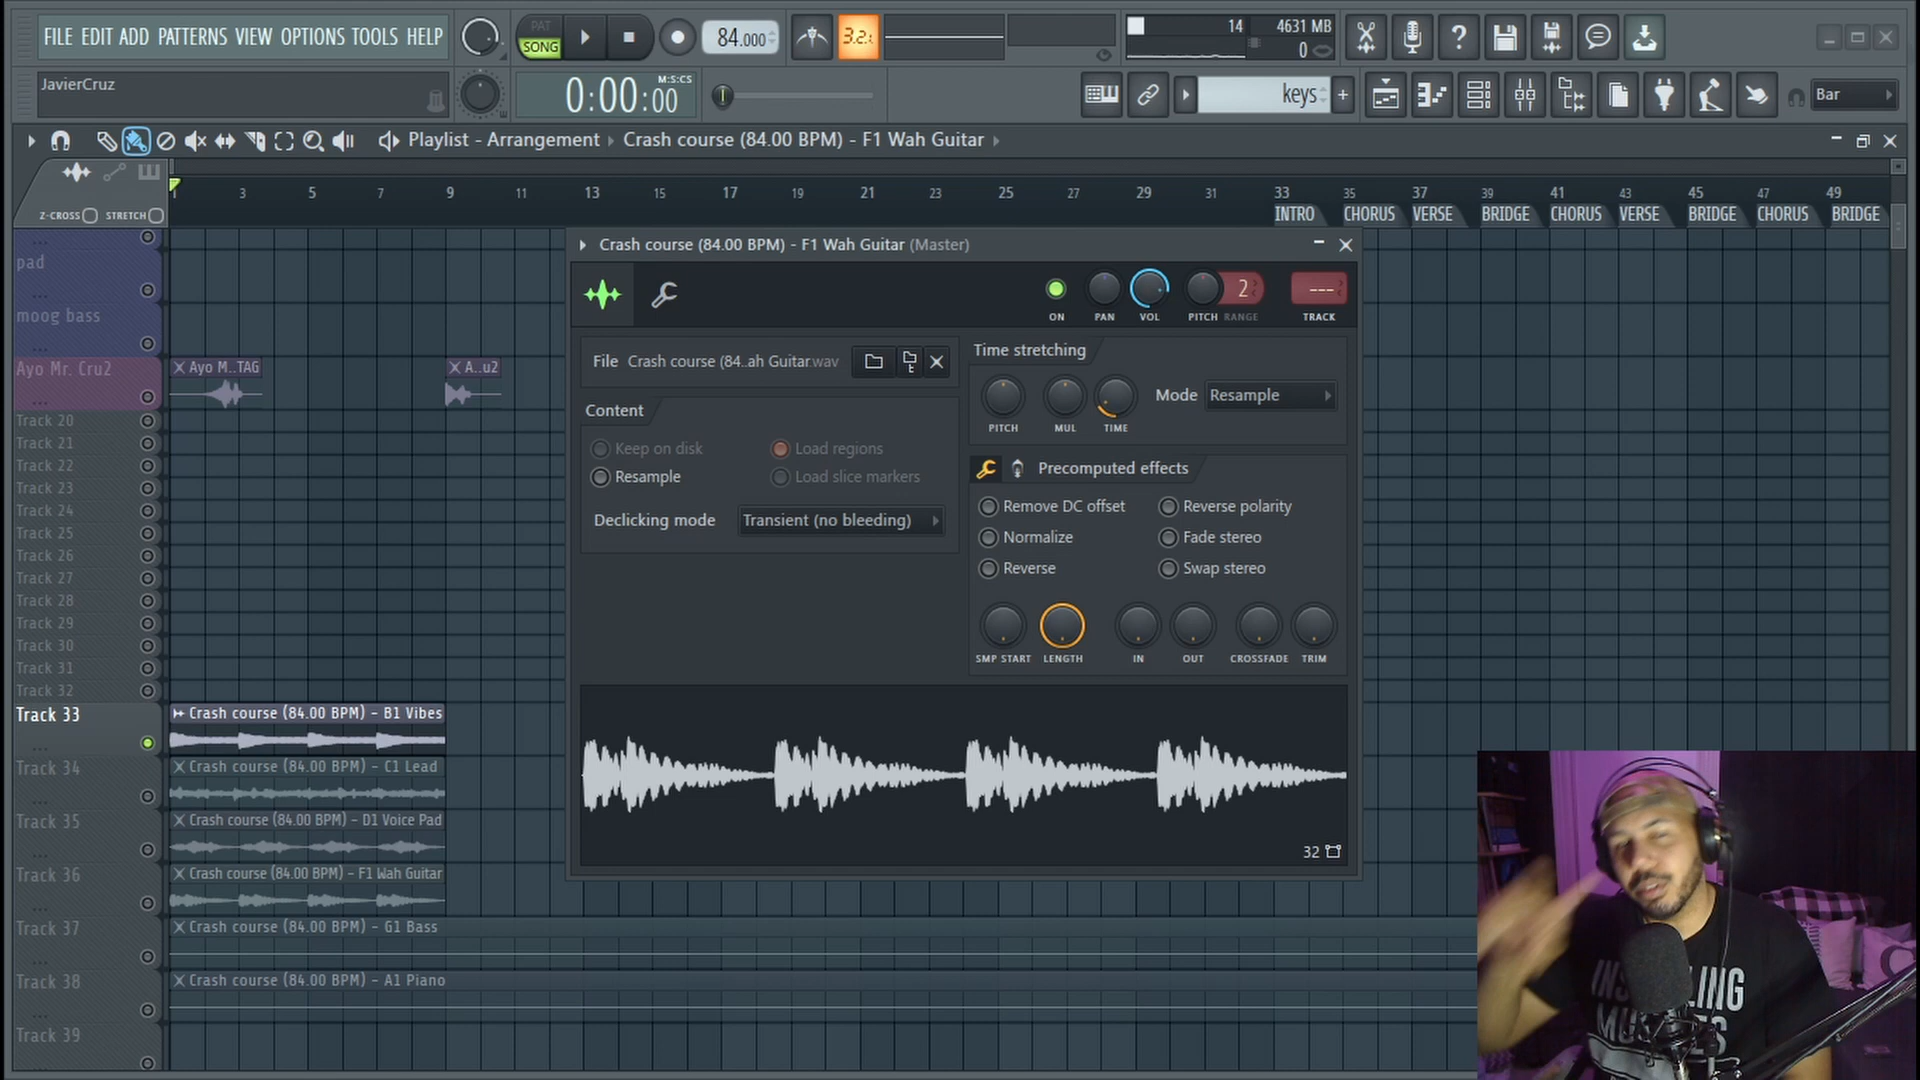 FILE EDIT ADD PATTERNS VIEW OPTIONS TOOLS HELP
PAT
SONG
84.000
3.2.
14
4631 MB
0
JavierCruz
M:S:CS
0:00:00
keys
Bar
Playlist - Arrangement Crash course (84.00 BPM) - F1 Wah Guitar
Z-CROSS STRETCH
1 3 5 7 9 11 13 15 17 19 21 23 25 27 29 31 33 35 37 39 41 43 45 47 49
INTRO CHORUS VERSE BRIDGE CHORUS VERSE BRIDGE CHORUS BRIDGE
pad
moog bass
Ayo Mr. Cru2
Ayo M..TAG
A..u2
Track 20
Track 21
Track 22
Track 23
Track 24
Track 25
Track 26
Track 27
Track 28
Track 29
Track 30
Track 31
Track 32
Track 33
Crash course (84.00 BPM) - B1 Vibes
Track 34
Crash course (84.00 BPM) - C1 Lead
Track 35
Crash course (84.00 BPM) - D1 Voice Pad
Track 36
Crash course (84.00 BPM) - F1 Wah Guitar
Track 37
Crash course (84.00 BPM) - G1 Bass
Track 38
Crash course (84.00 BPM) - A1 Piano
Track 39
Crash course (84.00 BPM) - F1 Wah Guitar (Master)
2
---
ON PAN VOL PITCH RANGE TRACK
File Crash course (84..ah Guitar.wav
Content
Keep on disk
Load regions
Resample
Load slice markers
Declicking mode
Transient (no bleeding)
Time stretching
PITCH MUL TIME
Mode
Resample
Precomputed effects
Remove DC offset
Reverse polarity
Normalize
Fade stereo
Reverse
Swap stereo
SMP START LENGTH IN OUT CROSSFADE TRIM
32